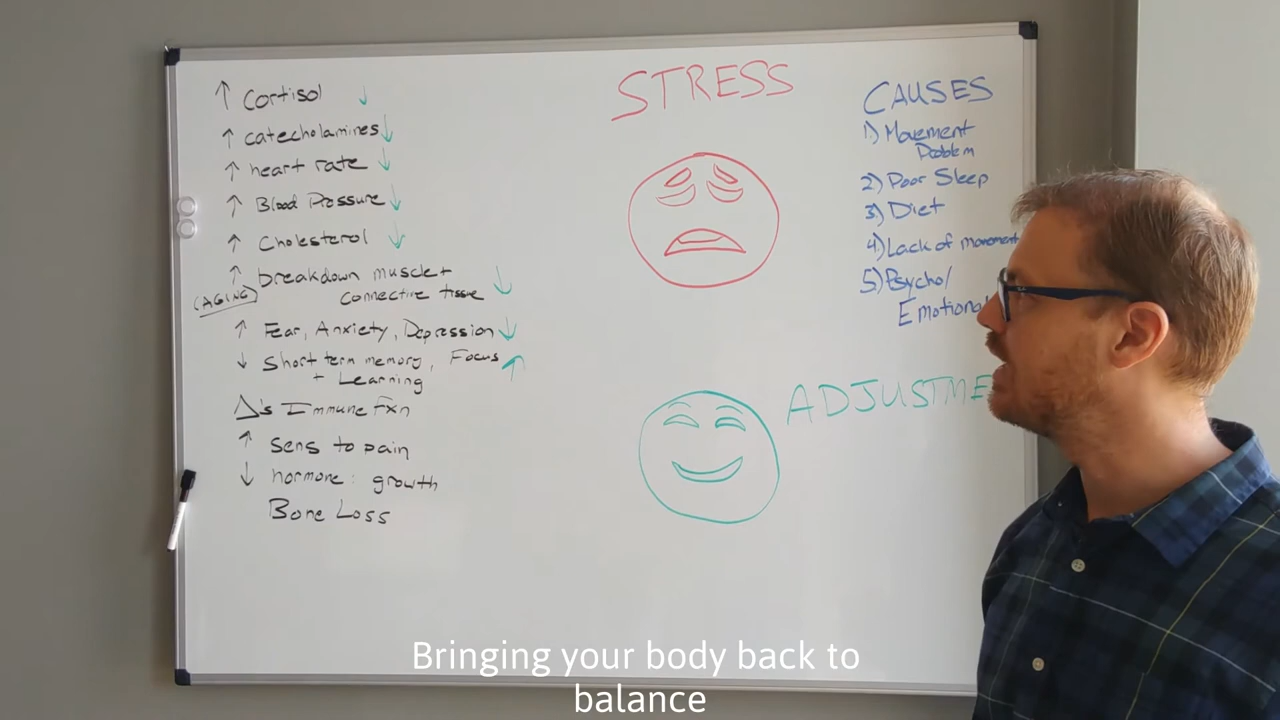 ↑ Cortisol ↓
↑ catecholamines ↓
↑ heart rate ↓
↑ Blood Pressure ↓
↑ Cholesterol ↓
↑ breakdown muscle +
(AGING) connective tissue ↓
↑ Fear, Anxiety, Depression ↓
↓ Short term memory, Focus ↑
+ Learning
Δ's Immune Fxn
↑ sens to pain
↓ hormone: growth
Bone Loss
STRESS
CAUSES
1) Movement
Problem
2) Poor Sleep
3) Diet
4) Lack of movement
5) Psycho/
Emotional
ADJUSTME
Bringing your body back to
balance